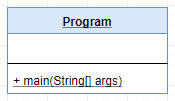 Program
+ main(String[] args)